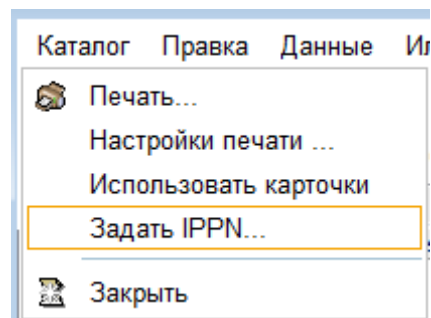 Каталог Правка Данные
Печать...
Настройки печати ...
Использовать карточки
Задать IPPN...
Закрыть